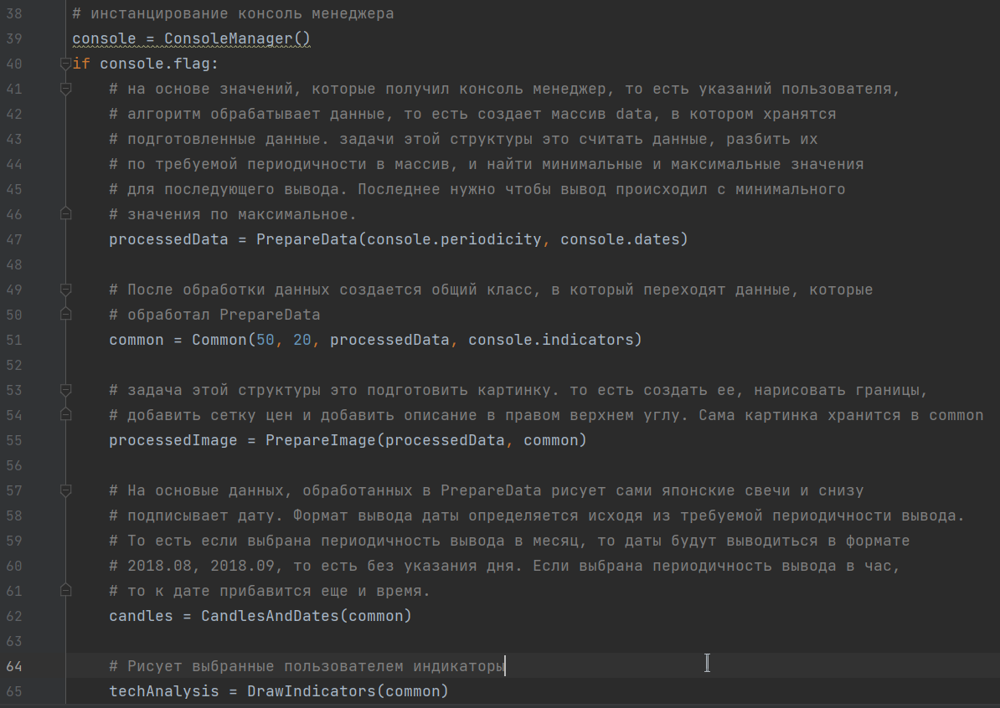 38 # инстанцирование консоль менеджера
39 console = ConsoleManager()
40 if console.flag:
41 # на основе значений, которые получил консоль менеджер, то есть указаний пользователя,
42 # алгоритм обрабатывает данные, то есть создает массив data, в котором хранятся
43 # подготовленные данные. задачи этой структуры это считать данные, разбить их
44 # по требуемой периодичности в массив, и найти минимальные и максимальные значения
45 # для последующего вывода. Последнее нужно чтобы вывод происходил с минимального
46 # значения по максимальное.
47 processedData = PrepareData(console.periodicity, console.dates)
48
49 # После обработки данных создается общий класс, в который переходят данные, которые
50 # обработал PrepareData
51 common = Common(50, 20, processedData, console.indicators)
52
53 # задача этой структуры это подготовить картинку. то есть создать ее, нарисовать границы,
54 # добавить сетку цен и добавить описание в правом верхнем углу. Сама картинка хранится в common
55 processedImage = PrepareImage(processedData, common)
56
57 # На основые данных, обработанных в PrepareData рисует сами японские свечи и снизу
58 # подписывает дату. Формат вывода даты определяется исходя из требуемой периодичности вывода.
59 # То есть если выбрана периодичность вывода в месяц, то даты будут выводиться в формате
60 # 2018.08, 2018.09, то есть без указания дня. Если выбрана периодичность вывода в час,
61 # то к дате прибавится еще и время.
62 candles = CandlesAndDates(common)
63
64 # Рисует выбранные пользователем индикаторы
65 techAnalysis = DrawIndicators(common)